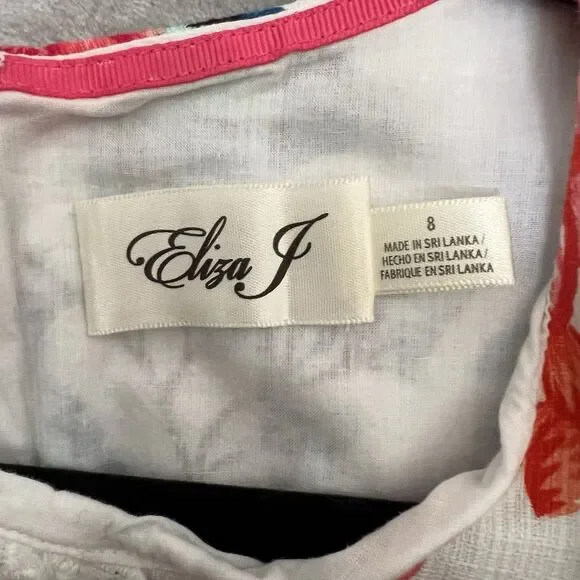 Eliza J
8
MADE IN SRI LANKA/
HECHO EN SRI LANKA/
FABRIQUE EN SRI LANKA